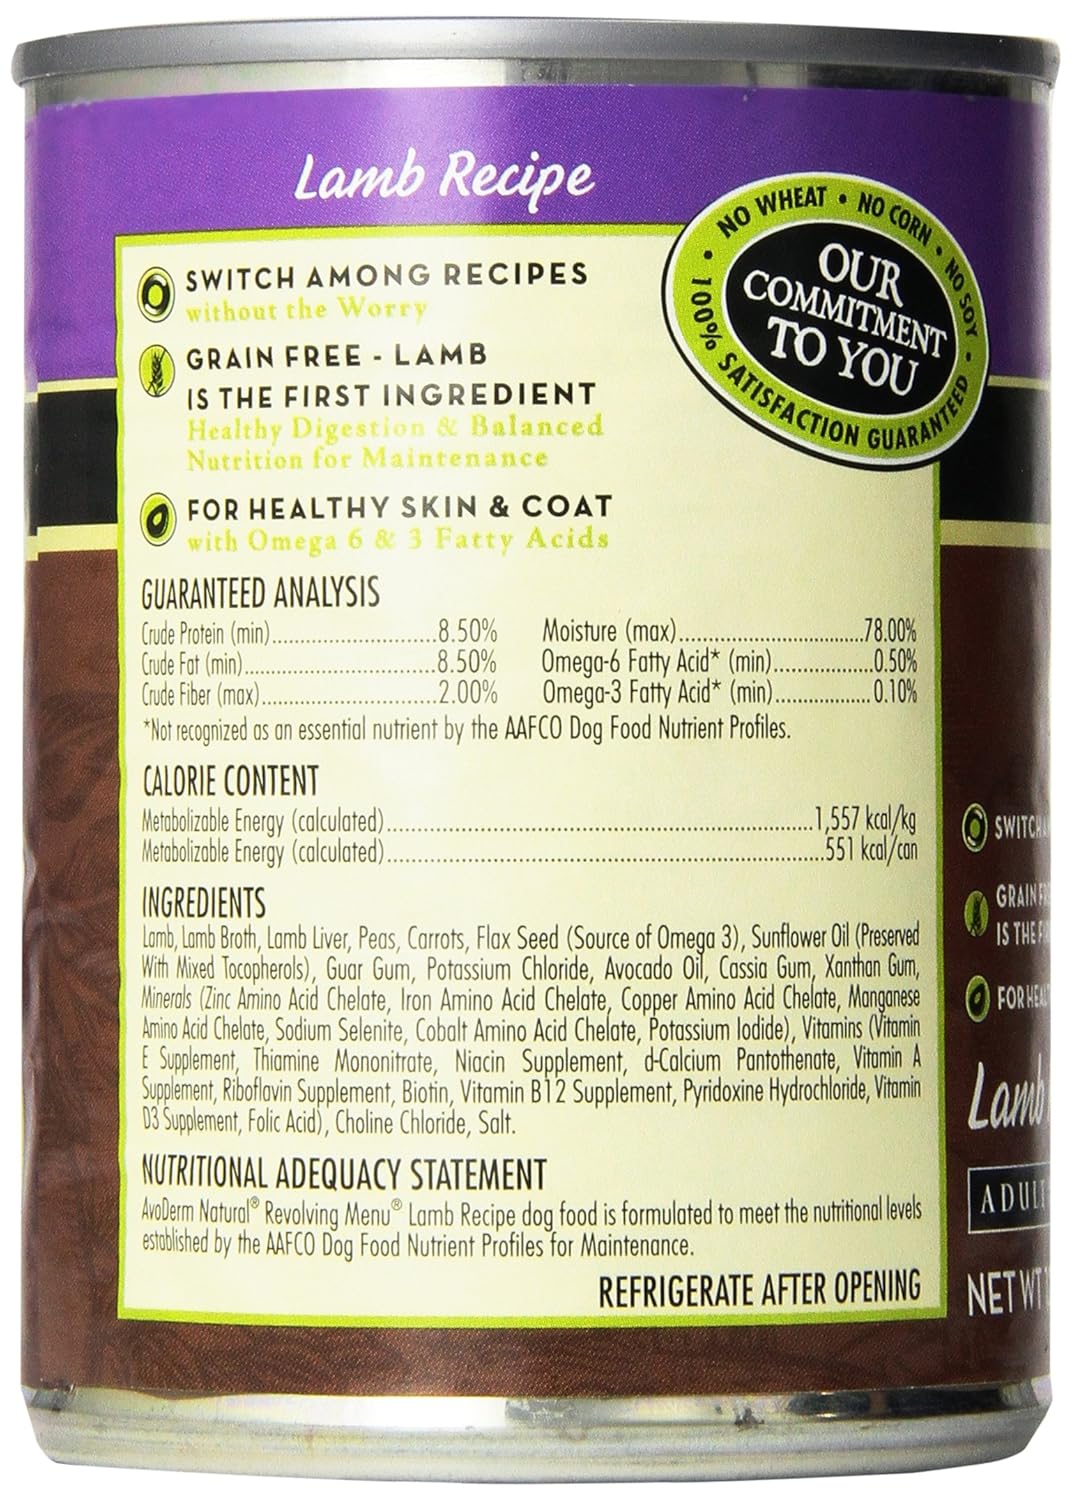 Lamb Recipe
NO WHEAT • NO CORN • NO SOY • 100% SATISFACTION GUARANTEED •
OUR
COMMITMENT
TO YOU
SWITCH AMONG RECIPES
without the Worry
GRAIN FREE - LAMB
IS THE FIRST INGREDIENT
Healthy Digestion & Balanced
Nutrition for Maintenance
FOR HEALTHY SKIN & COAT
with Omega 6 & 3 Fatty Acids
GUARANTEED ANALYSIS
Crude Protein (min)..........................8.50%
Crude Fat (min)..............................8.50%
Crude Fiber (max)............................2.00%
Moisture (max)..............................78.00%
Omega-6 Fatty Acid* (min)................0.50%
Omega-3 Fatty Acid* (min)................0.10%
*Not recognized as an essential nutrient by the AAFCO Dog Food Nutrient Profiles.
CALORIE CONTENT
Metabolizable Energy (calculated)....................................................................1,557 kcal/kg
Metabolizable Energy (calculated)......................................................................551 kcal/can
INGREDIENTS
Lamb, Lamb Broth, Lamb Liver, Peas, Carrots, Flax Seed (Source of Omega 3), Sunflower Oil (Preserved
With Mixed Tocopherols), Guar Gum, Potassium Chloride, Avocado Oil, Cassia Gum, Xanthan Gum,
Minerals (Zinc Amino Acid Chelate, Iron Amino Acid Chelate, Copper Amino Acid Chelate, Manganese
Amino Acid Chelate, Sodium Selenite, Cobalt Amino Acid Chelate, Potassium Iodide), Vitamins (Vitamin
E Supplement, Thiamine Mononitrate, Niacin Supplement, d-Calcium Pantothenate, Vitamin A
Supplement, Riboflavin Supplement, Biotin, Vitamin B12 Supplement, Pyridoxine Hydrochloride, Vitamin
D3 Supplement, Folic Acid), Choline Chloride, Salt.
NUTRITIONAL ADEQUACY STATEMENT
AvoDerm Natural® Revolving Menu® Lamb Recipe dog food is formulated to meet the nutritional levels
established by the AAFCO Dog Food Nutrient Profiles for Maintenance.
REFRIGERATE AFTER OPENING
SWITCH
GRAIN
IS THE
Lamb
ADUL
NET WT